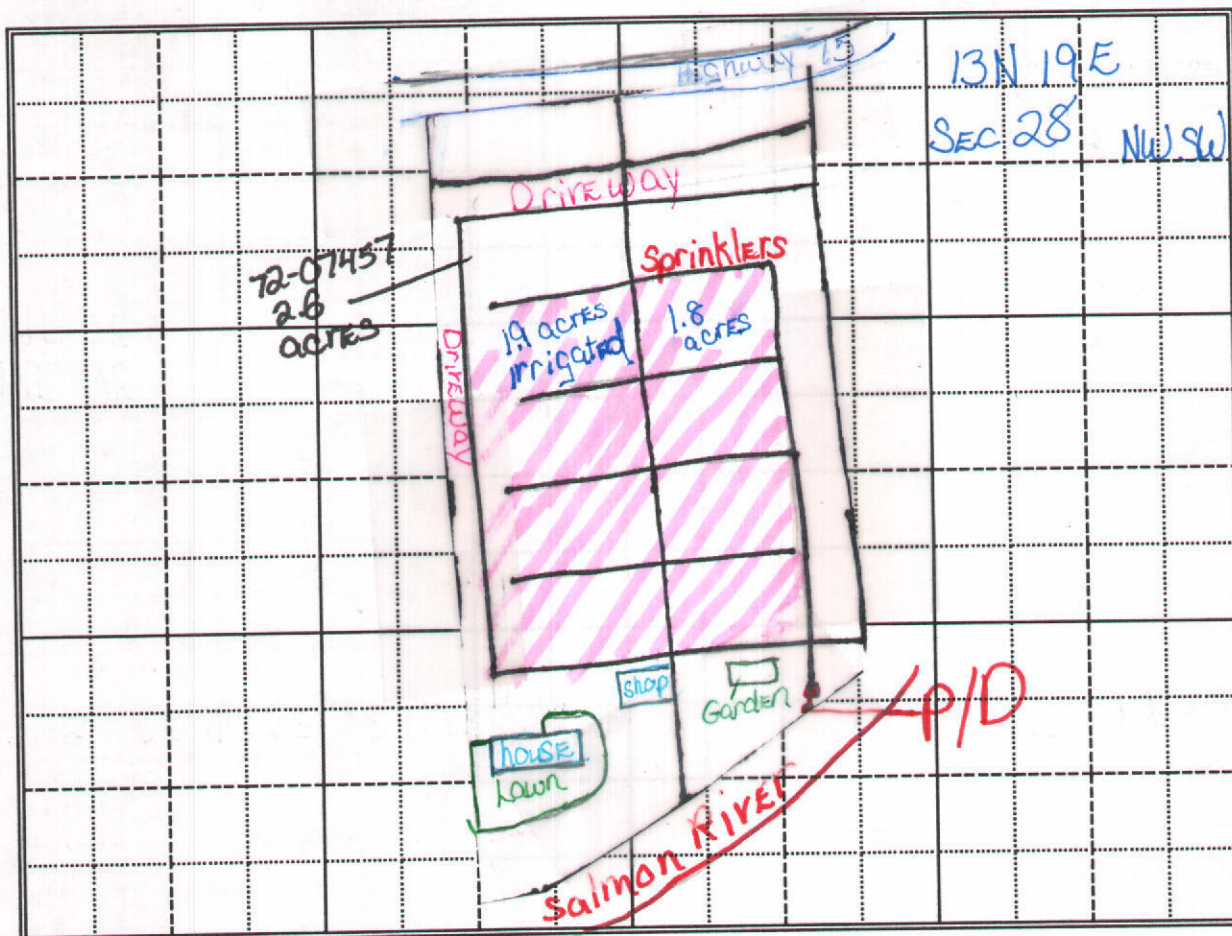 Highway 75
13N 19E
SEC 28 NW SW
DriveWay
Sprinklers
72-07457
2.6
acres
1.9 acres
irrigated
1.8
acres
Driveway
shop
Garden
P/D
house
Lawn
Salmon River